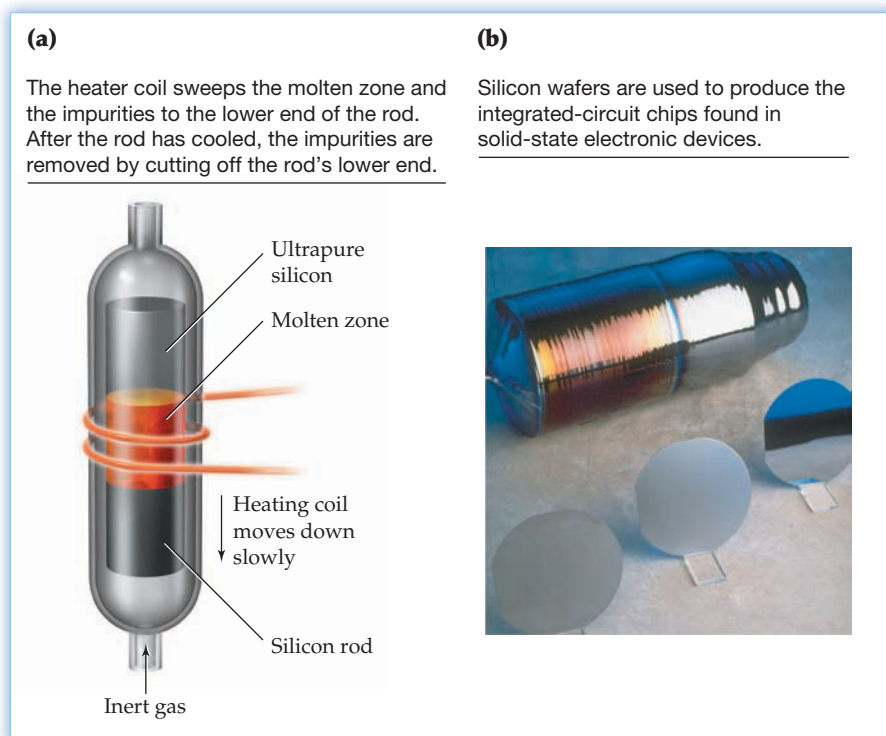 (a)
The heater coil sweeps the molten zone and
the impurities to the lower end of the rod.
After the rod has cooled, the impurities are
removed by cutting off the rod's lower end.
Ultrapure
silicon
Molten zone
Heating coil
moves down
slowly
Silicon rod
Inert gas
(b)
Silicon wafers are used to produce the
integrated-circuit chips found in
solid-state electronic devices.